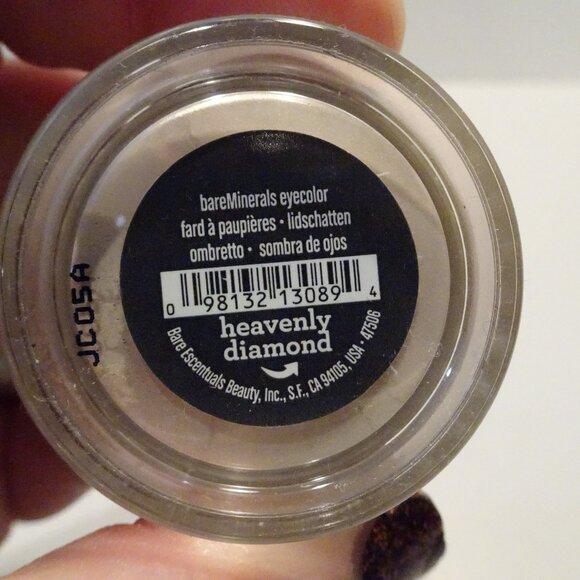 bareMinerals eyecolor
fard à paupières • lidschatten
ombretto • sombra de ojos
0 98132 13089 4
heavenly
diamond
Bare Escentuals Beauty, Inc., S.F., CA 94105, USA • 47506
JC05A